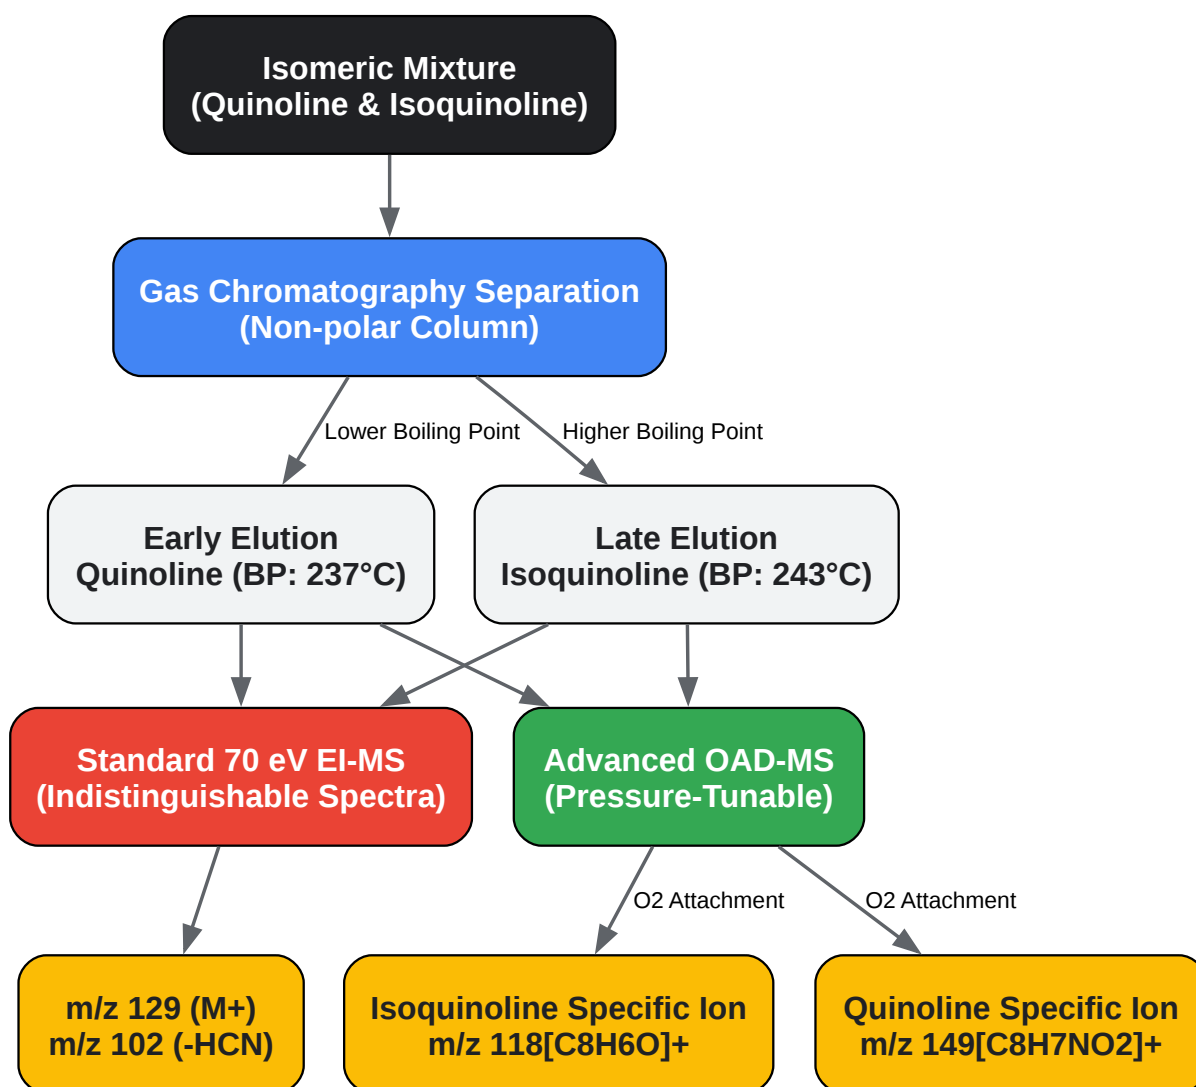 Isomeric Mixture
(Quinoline & Isoquinoline)
Gas Chromatography Separation
(Non-polar Column)
Lower Boiling Point
Higher Boiling Point
Early Elution
Quinoline (BP: 237°C)
Late Elution
Isoquinoline (BP: 243°C)
Standard 70 eV EI-MS
(Indistinguishable Spectra)
Advanced OAD-MS
(Pressure-Tunable)
O2 Attachment
O2 Attachment
m/z 129 (M+)
m/z 102 (-HCN)
Isoquinoline Specific Ion
m/z 118[C8H6O]+
Quinoline Specific Ion
m/z 149[C8H7NO2]+